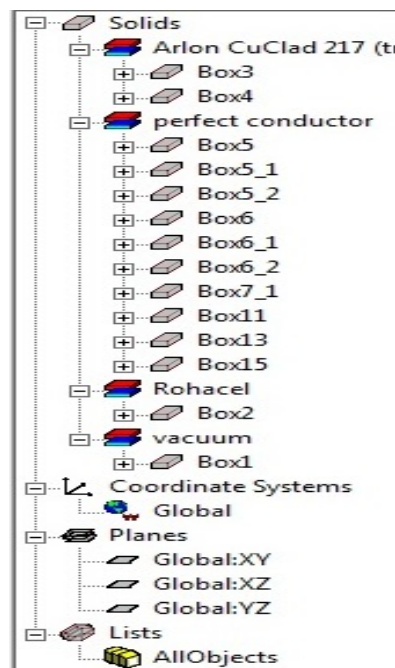 Solids
Arlon CuClad 217 (t
Box3
Box4
perfect conductor
Box5
Box5_1
Box5_2
Box6
Box6_1
Box6_2
Box7_1
Box11
Box13
Box15
Rohacel
Box2
vacuum
Box1
Coordinate Systems
Global
Planes
Global:XY
Global:XZ
Global:YZ
Lists
AllObjects